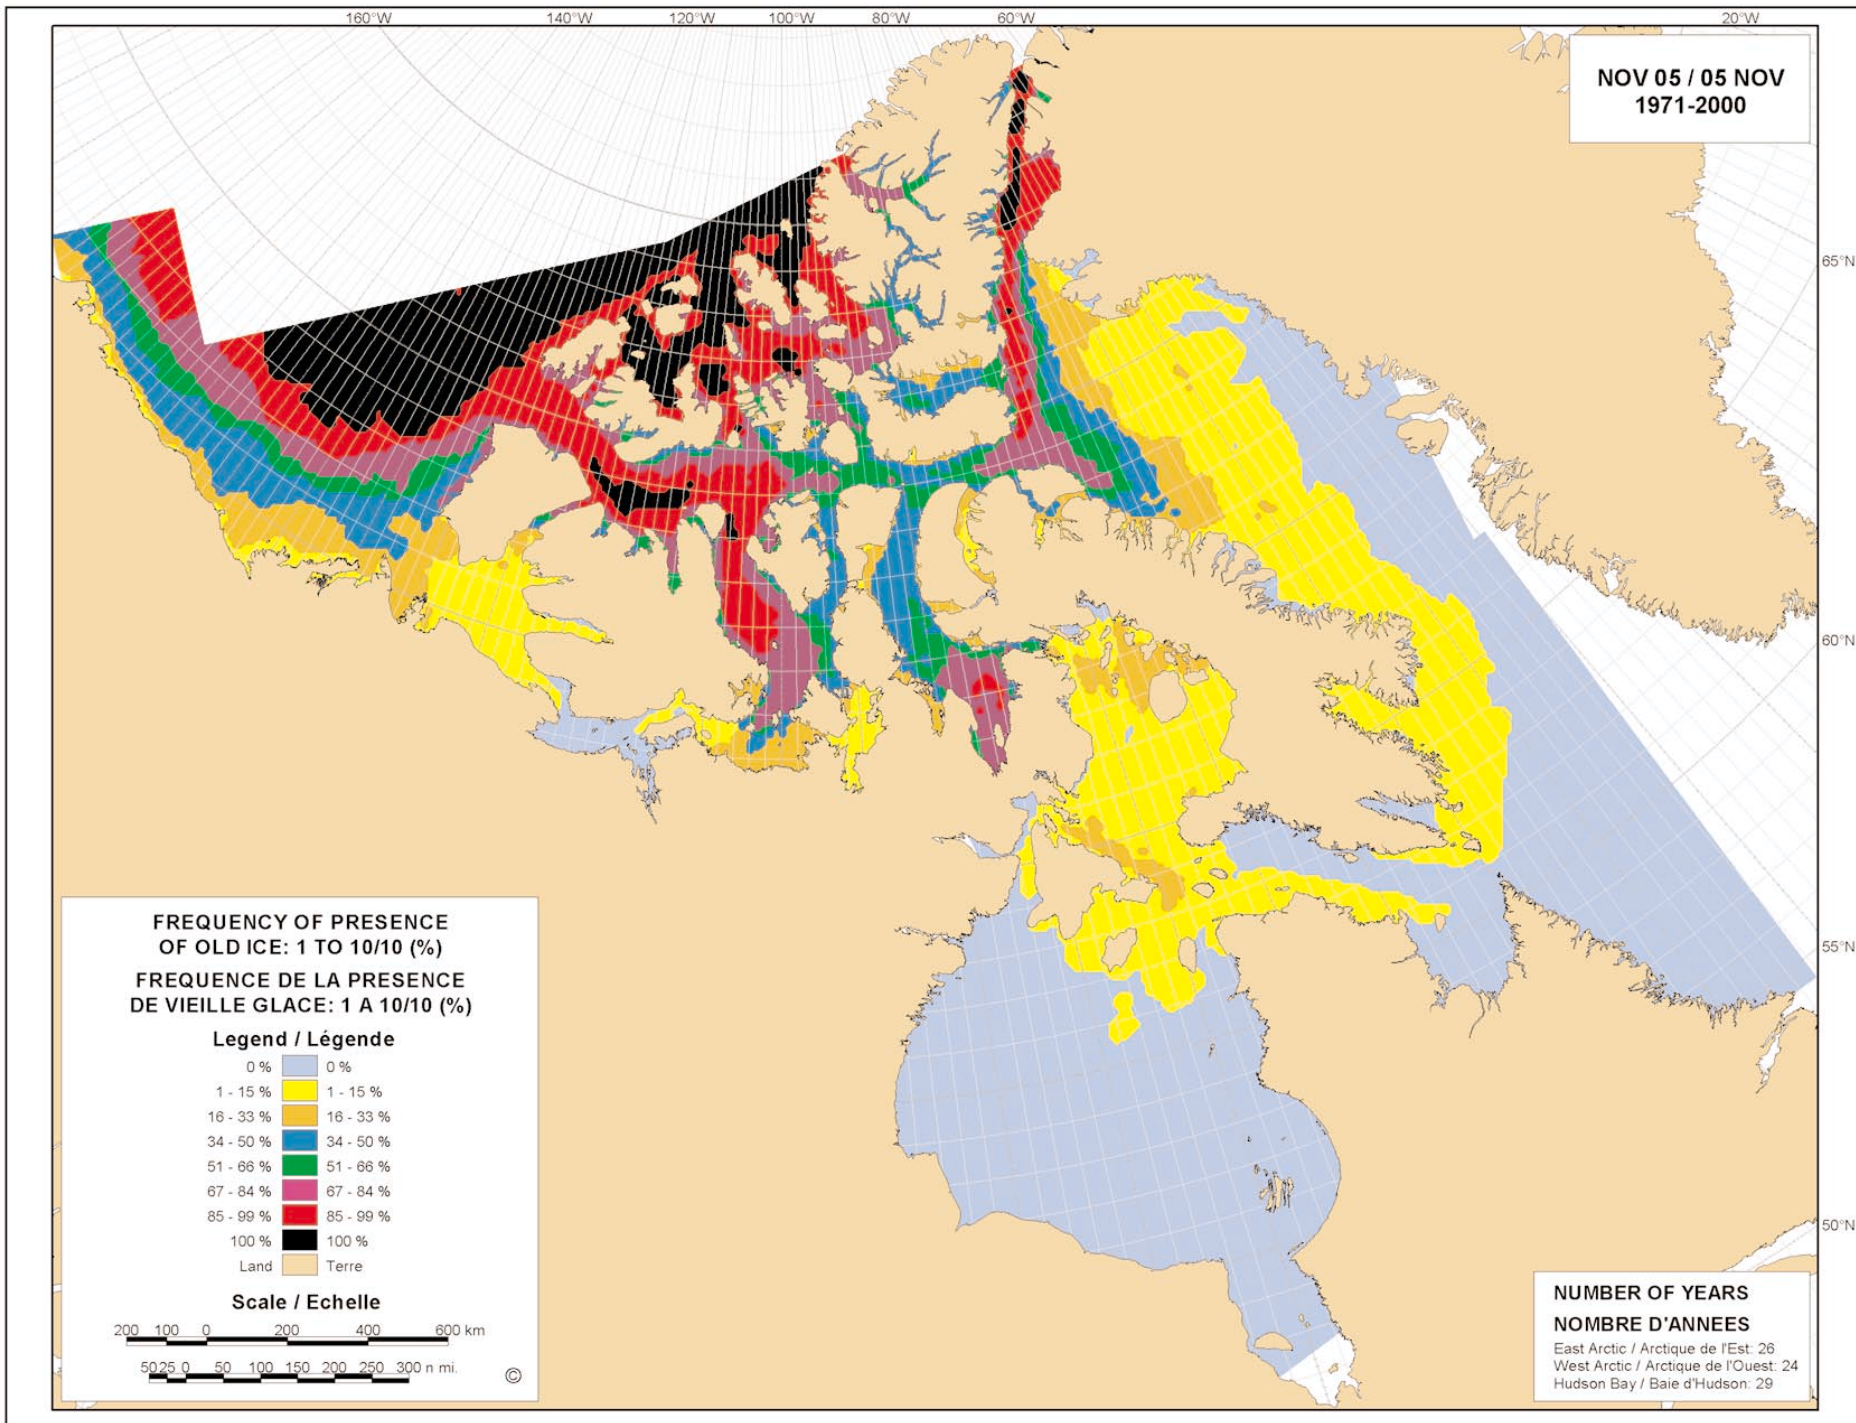 160°W 140°W 120°W 100°W 80°W 60°W 20°W
NOV 05 / 05 NOV
1971-2000
65°N
60°N
55°N
50°N
FREQUENCY OF PRESENCE
OF OLD ICE: 1 TO 10/10 (%)
FREQUENCE DE LA PRESENCE
DE VIEILLE GLACE: 1 A 10/10 (%)
Legend / Légende
0 % 0 %
1 - 15 % 1 - 15 %
16 - 33 % 16 - 33 %
34 - 50 % 34 - 50 %
51 - 66 % 51 - 66 %
67 - 84 % 67 - 84 %
85 - 99 % 85 - 99 %
100 % 100 %
Land Terre
Scale / Echelle
200 100 0 200 400 600 km
50 25 0 50 100 150 200 250 300 n mi.
©
NUMBER OF YEARS
NOMBRE D'ANNEES
East Arctic / Arctique de l'Est: 26
West Arctic / Arctique de l'Ouest: 24
Hudson Bay / Baie d'Hudson: 29